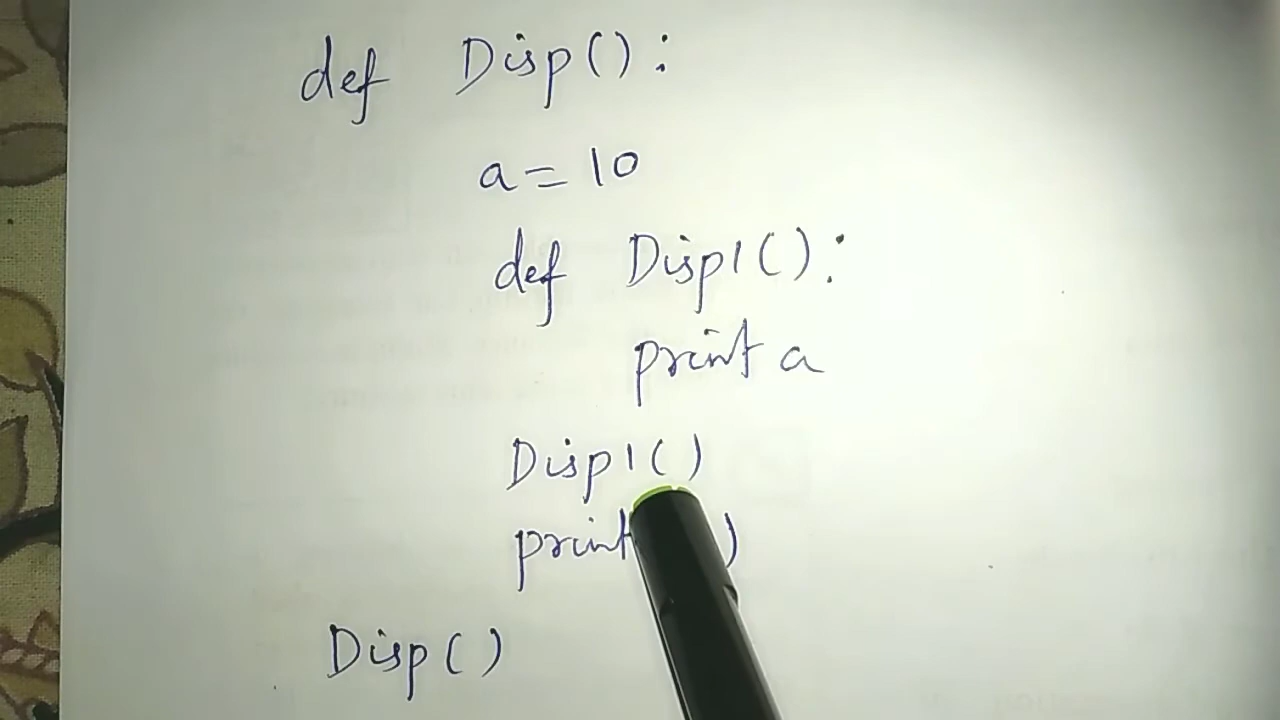 def Disp():
a=10
def Disp1():
print a
Disp1()
print )
Disp()